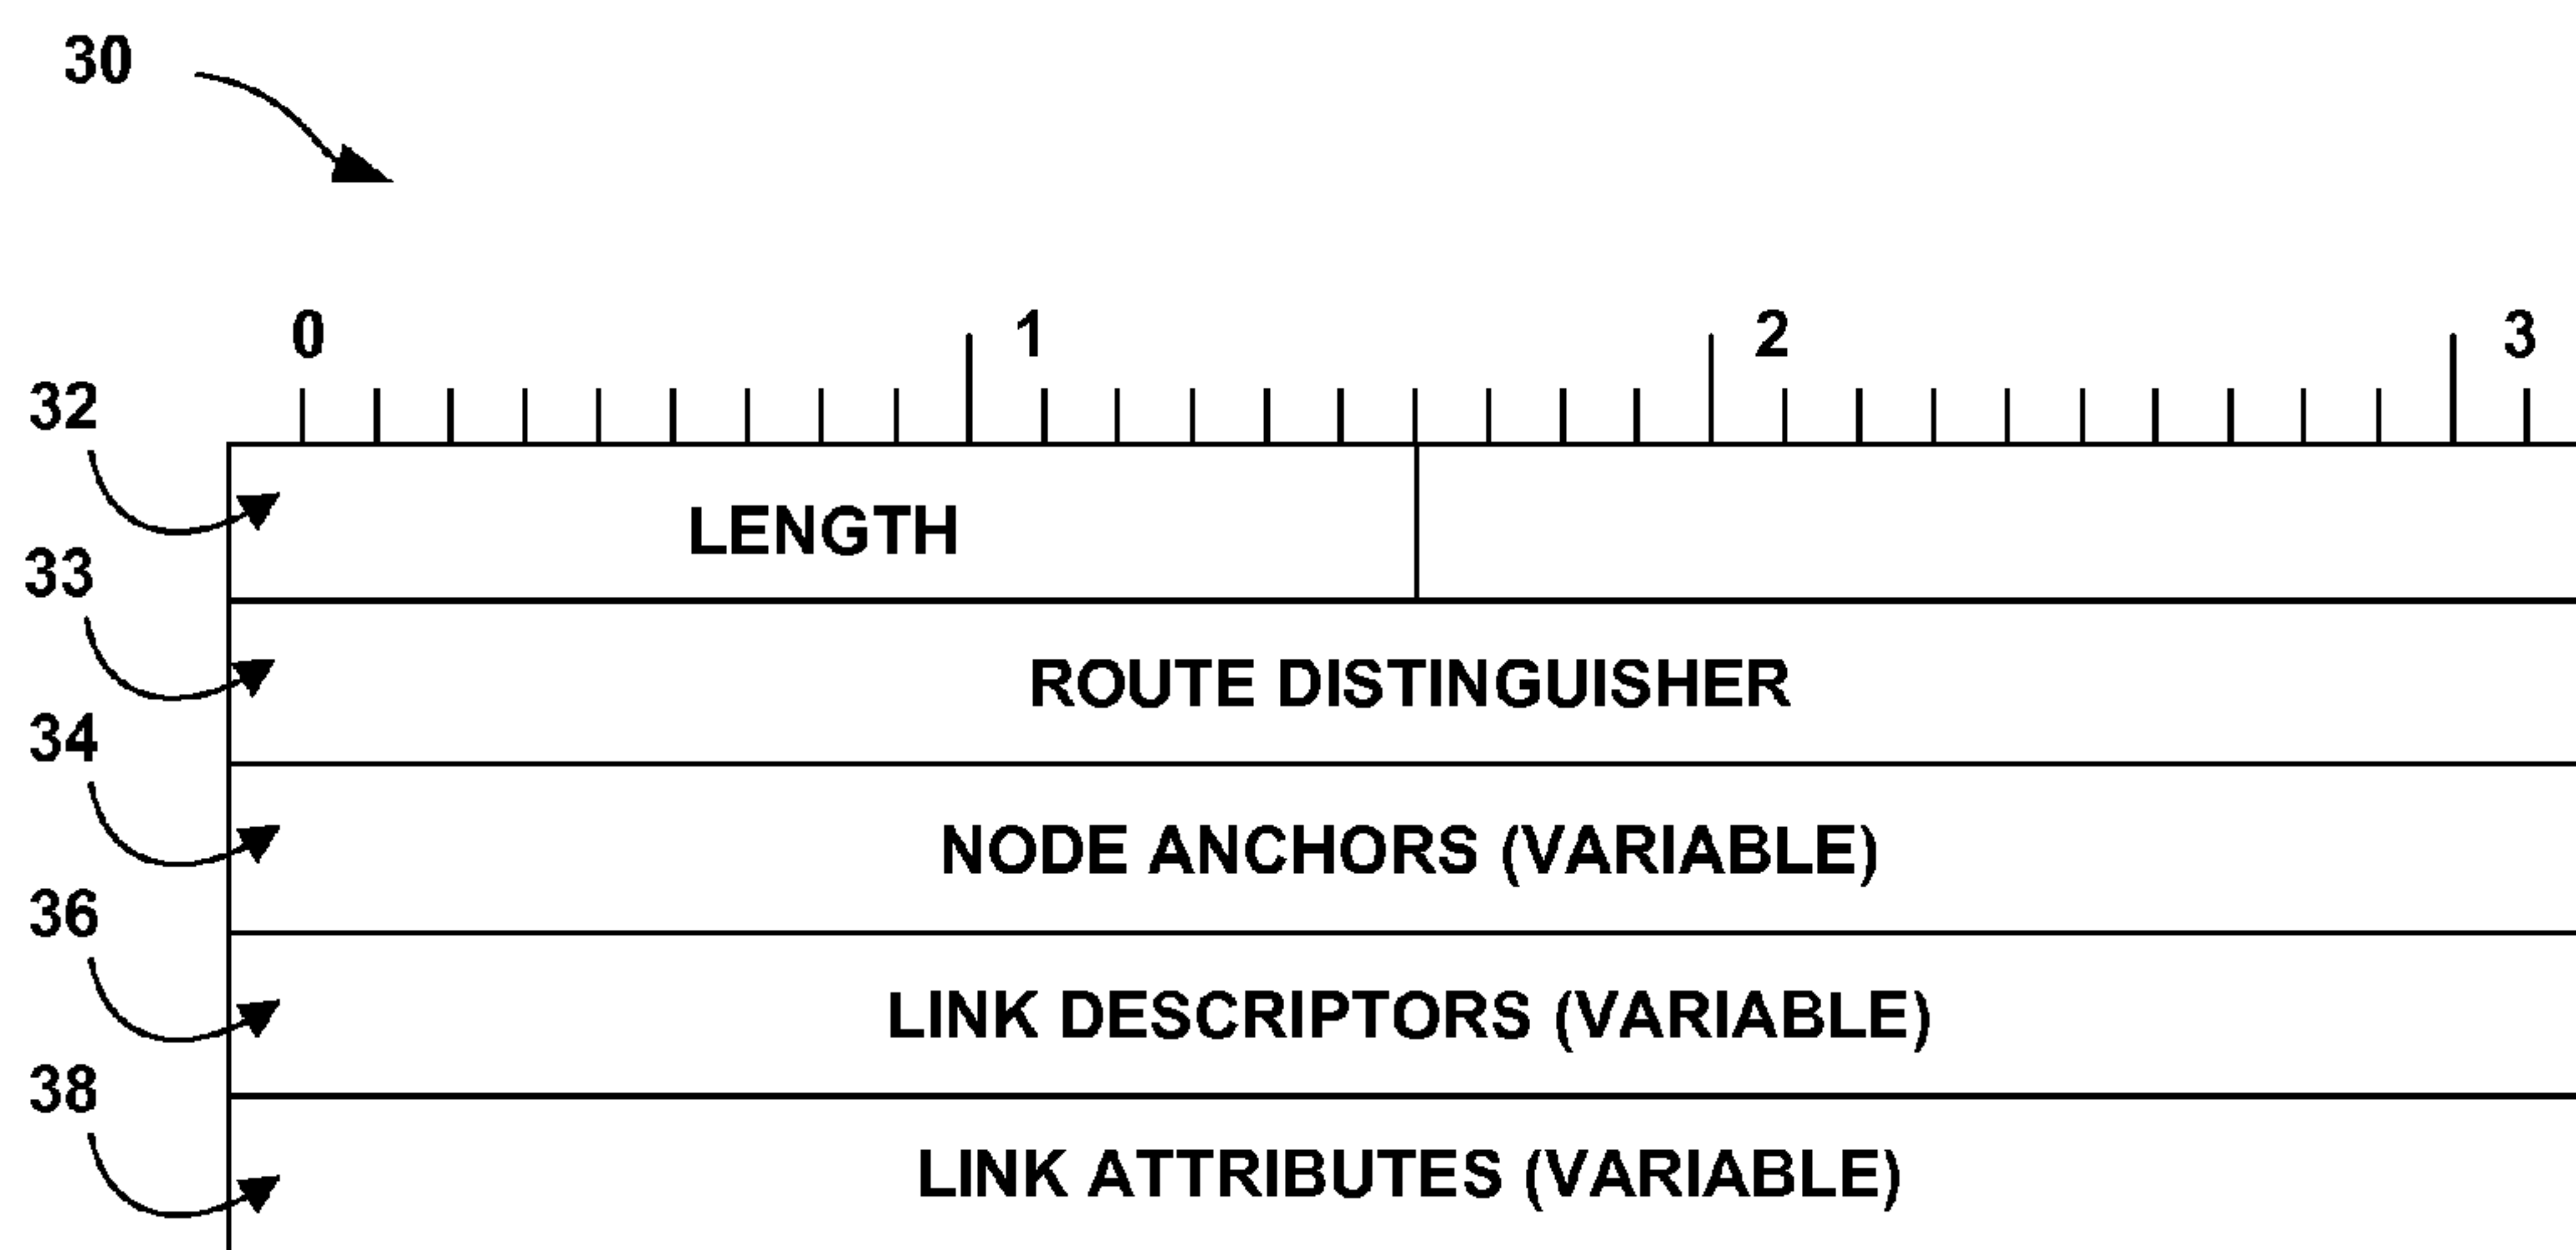 30
0 1 2 3
32
LENGTH
33
ROUTE DISTINGUISHER
34
NODE ANCHORS (VARIABLE)
36
LINK DESCRIPTORS (VARIABLE)
38
LINK ATTRIBUTES (VARIABLE)